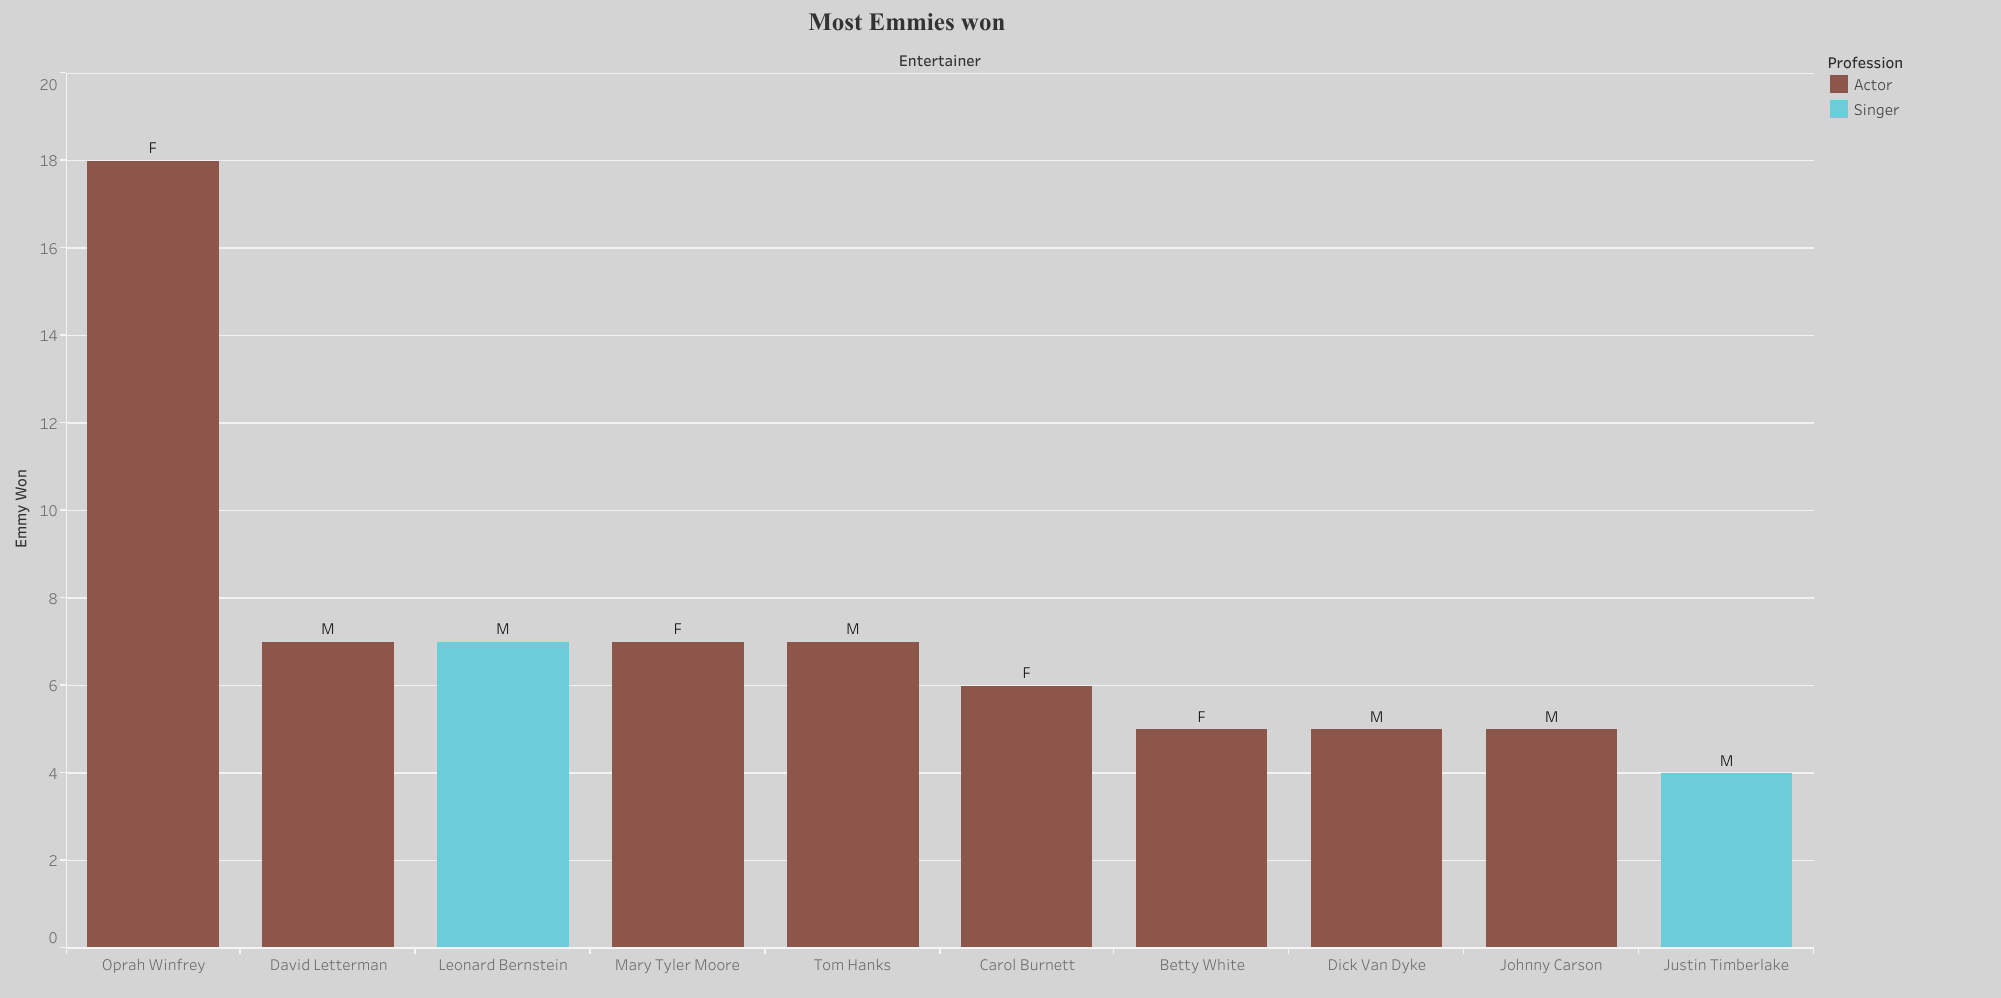 Most Emmies won
Entertainer
Profession
Actor
Singer
Emmy Won
20
18
16
14
12
10
8
6
4
2
0
F
M
M
F
M
F
F
M
M
M
Oprah Winfrey
David Letterman
Leonard Bernstein
Mary Tyler Moore
Tom Hanks
Carol Burnett
Betty White
Dick Van Dyke
Johnny Carson
Justin Timberlake